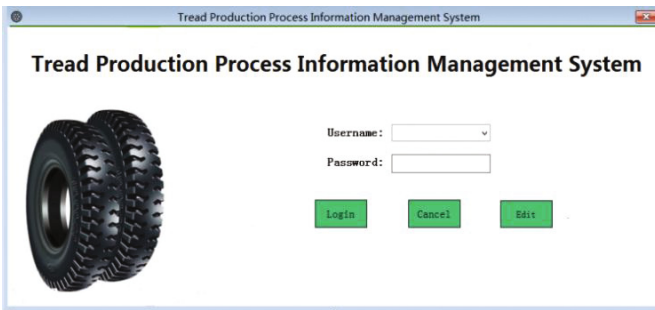 Tread Production Process Information Management System
Tread Production Process Information Management System
Username:
Password:
Login Cancel Edit